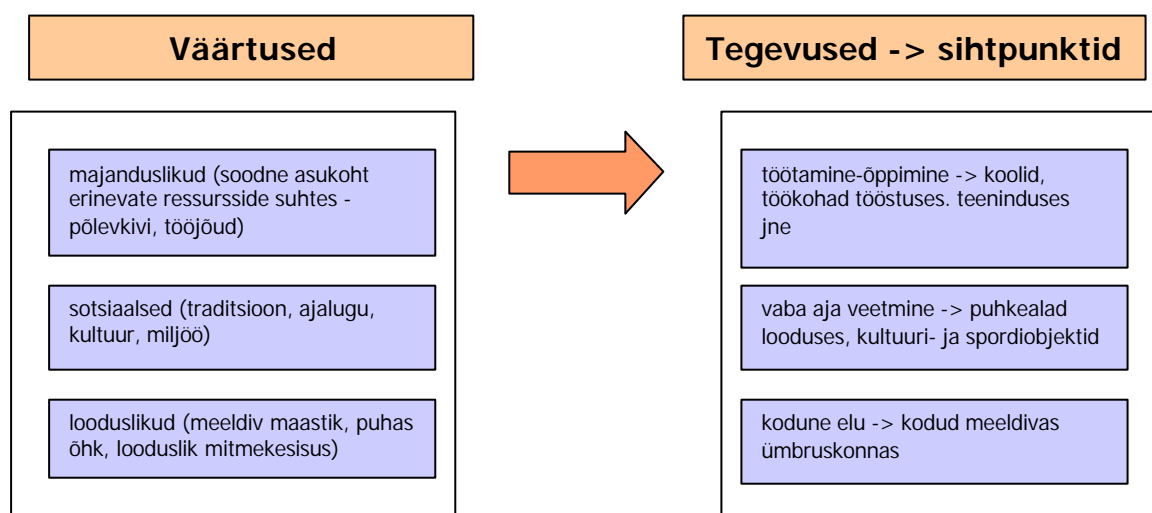 Väärtused
majanduslikud (soodne asukoht
erinevate ressursside suhtes -
põlevkivi, tööjõud)
sotsiaalsed (traditsioon, ajalugu,
kultuur, miljöö)
looduslikud (meeldiv maastik, puhas
õhk, looduslik mitmekesisus)
Tegevused -> sihtpunktid
töötamine-õppimine -> koolid,
töökohad tööstuses. teeninduses
jne
vaba aja veetmine -> puhkealad
looduses, kultuuri- ja spordiobjektid
kodune elu -> kodud meeldivas
ümbruskonnas